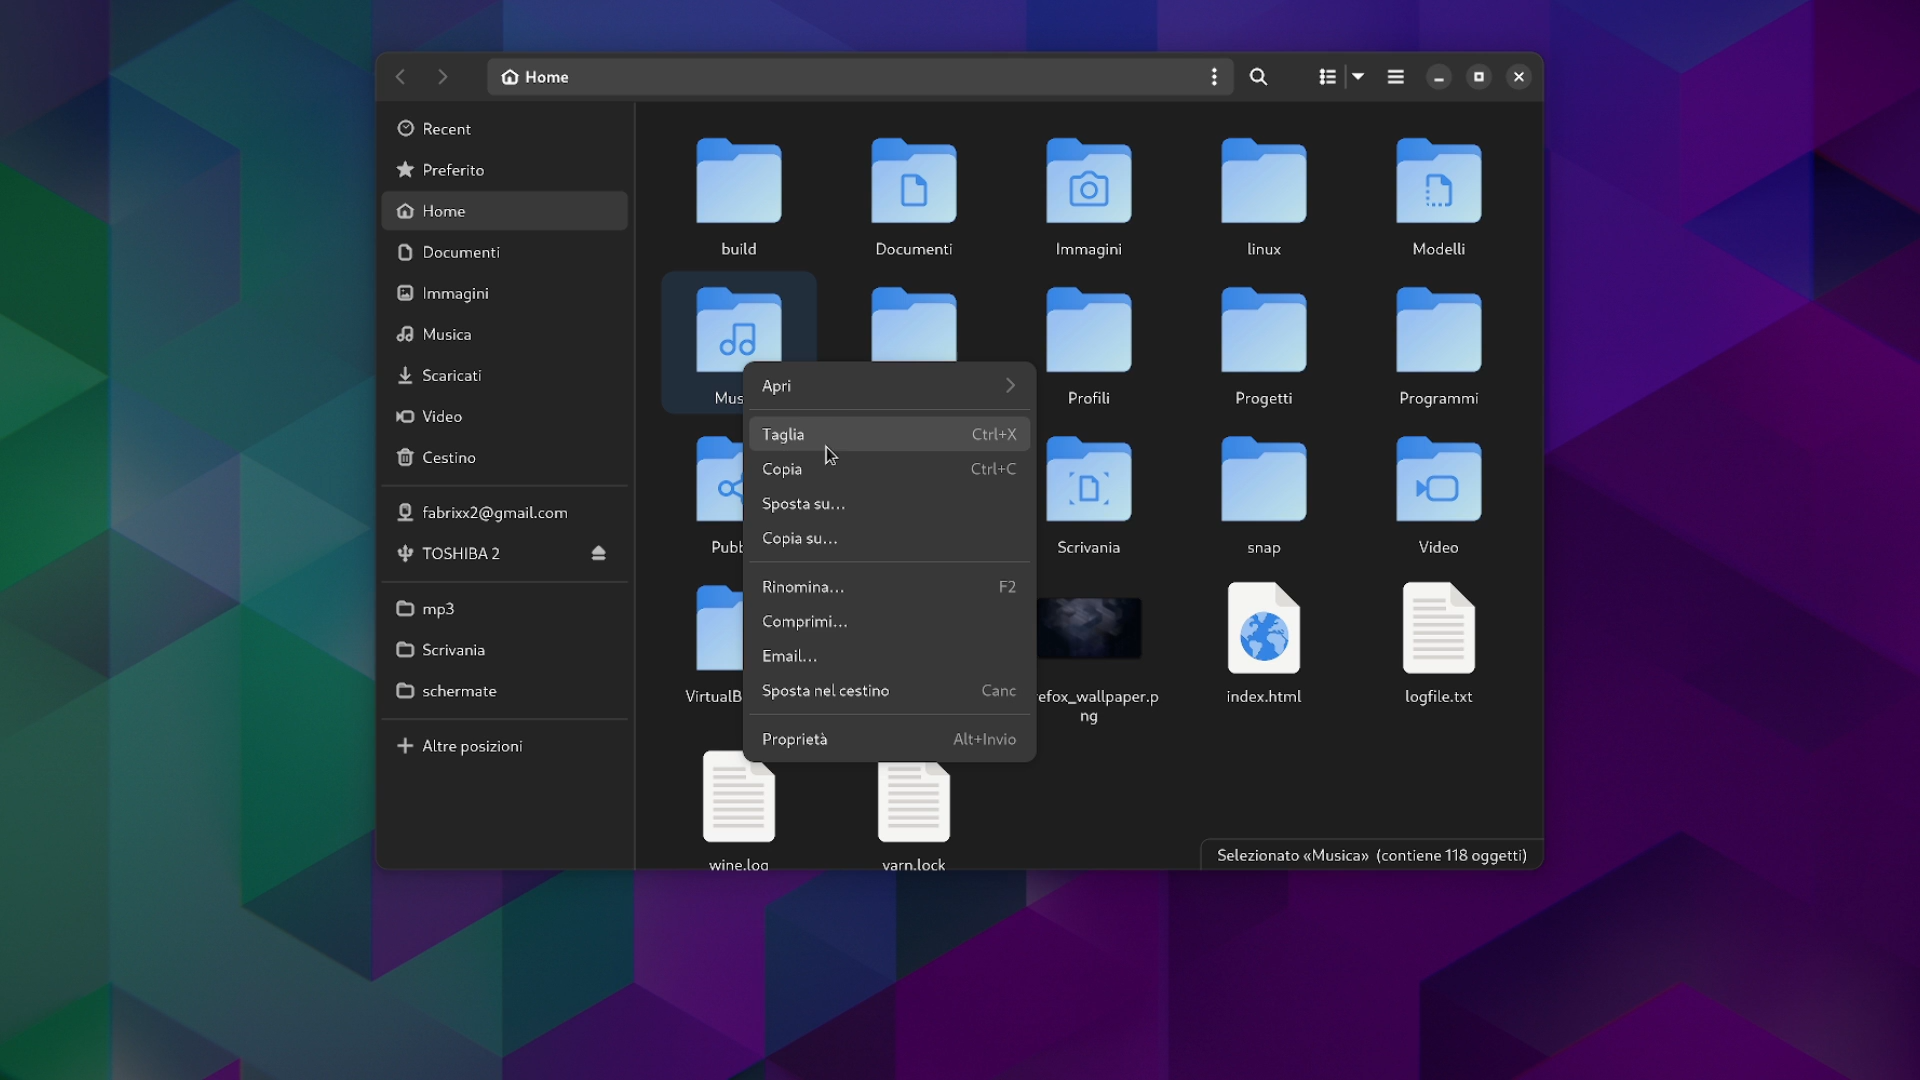 Home
Recent
Preferito
Home
Documenti
Immagini
Musica
Scaricati
Video
Cestino
fabrixx2@gmail.com
TOSHIBA 2
mp3
Scrivania
schermate
Altre posizioni
build
Documenti
Immagini
linux
Modelli
Mus
Profili
Progetti
Programmi
Pubb
Scrivania
snap
Video
VirtualB
efox_wallpaper.p
ng
index.html
logfile.txt
wine.log
yarn.lock
Apri
Taglia Ctrl+X
Copia Ctrl+C
Sposta su...
Copia su...
Rinomina... F2
Comprimi...
Email...
Sposta nel cestino Canc
Proprietà Alt+Invio
Selezionato «Musica» (contiene 118 oggetti)